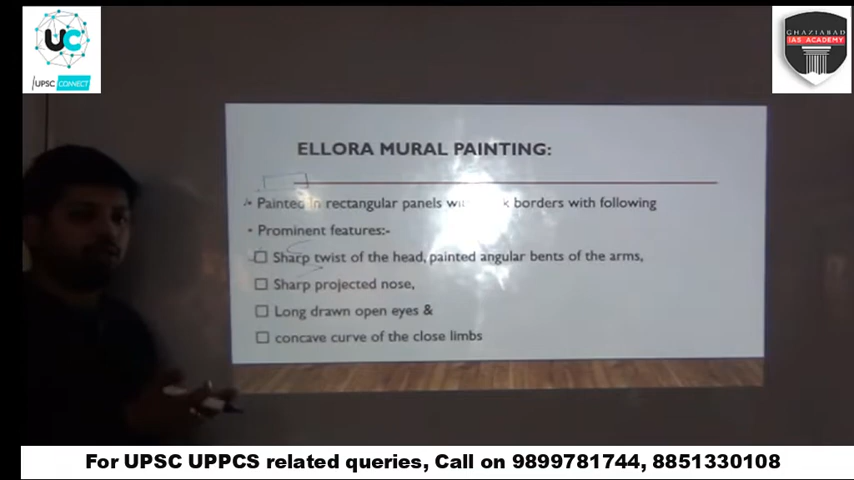 UC
UPSC CONNECT
GHAZIABAD
IAS ACADEMY
ELLORA MURAL PAINTING:
Painted in rectangular panels borders with following
Prominent features:-
Sharp twist of the head, painted angular bents of the arms,
Sharp projected nose,
Long drawn open eyes &
concave curve of the close limbs
For UPSC UPPCS related queries, Call on 9899781744, 8851330108